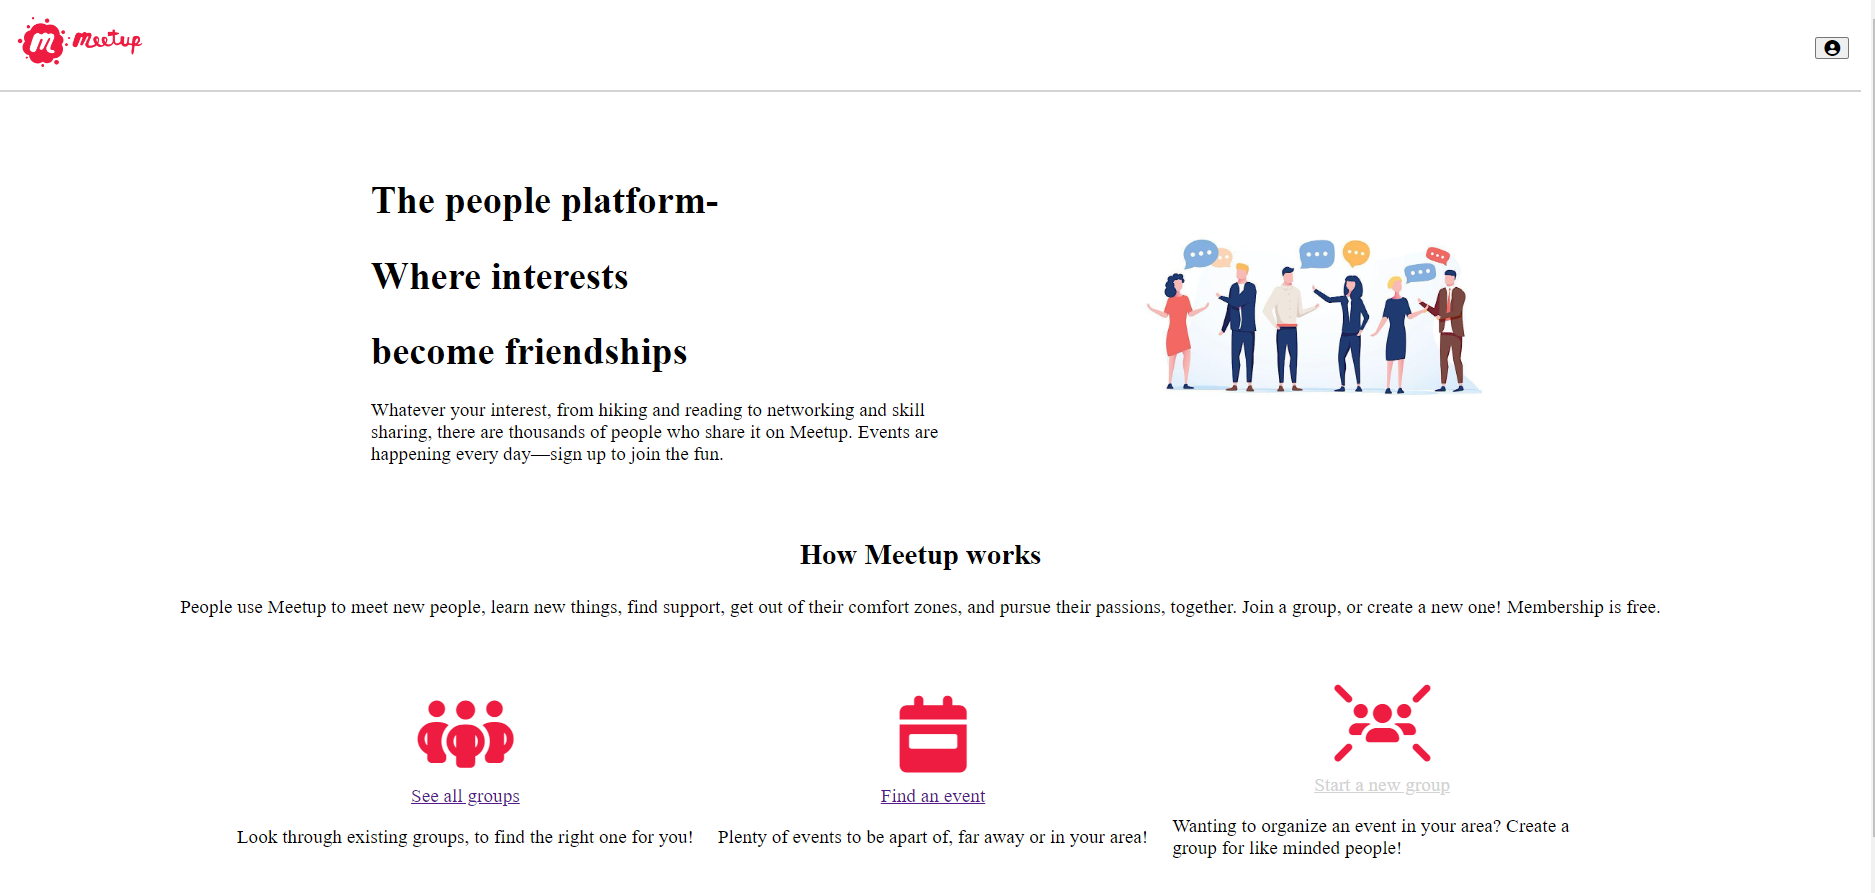 meetup
The people platform-
Where interests
become friendships
Whatever your interest, from hiking and reading to networking and skill
sharing, there are thousands of people who share it on Meetup. Events are
happening every day—sign up to join the fun.
How Meetup works
People use Meetup to meet new people, learn new things, find support, get out of their comfort zones, and pursue their passions, together. Join a group, or create a new one! Membership is free.
See all groups
Look through existing groups, to find the right one for you!
Find an event
Plenty of events to be apart of, far away or in your area!
Start a new group
Wanting to organize an event in your area? Create a
group for like minded people!